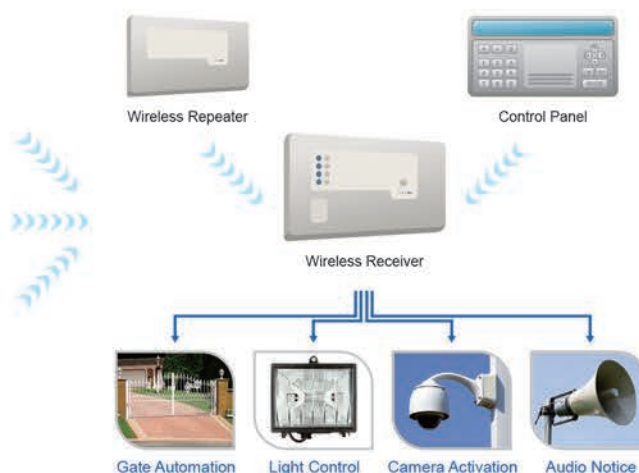 Wireless Repeater
Control Panel
Wireless Receiver
Gate Automation
Light Control
Camera Activation
Audio Notice